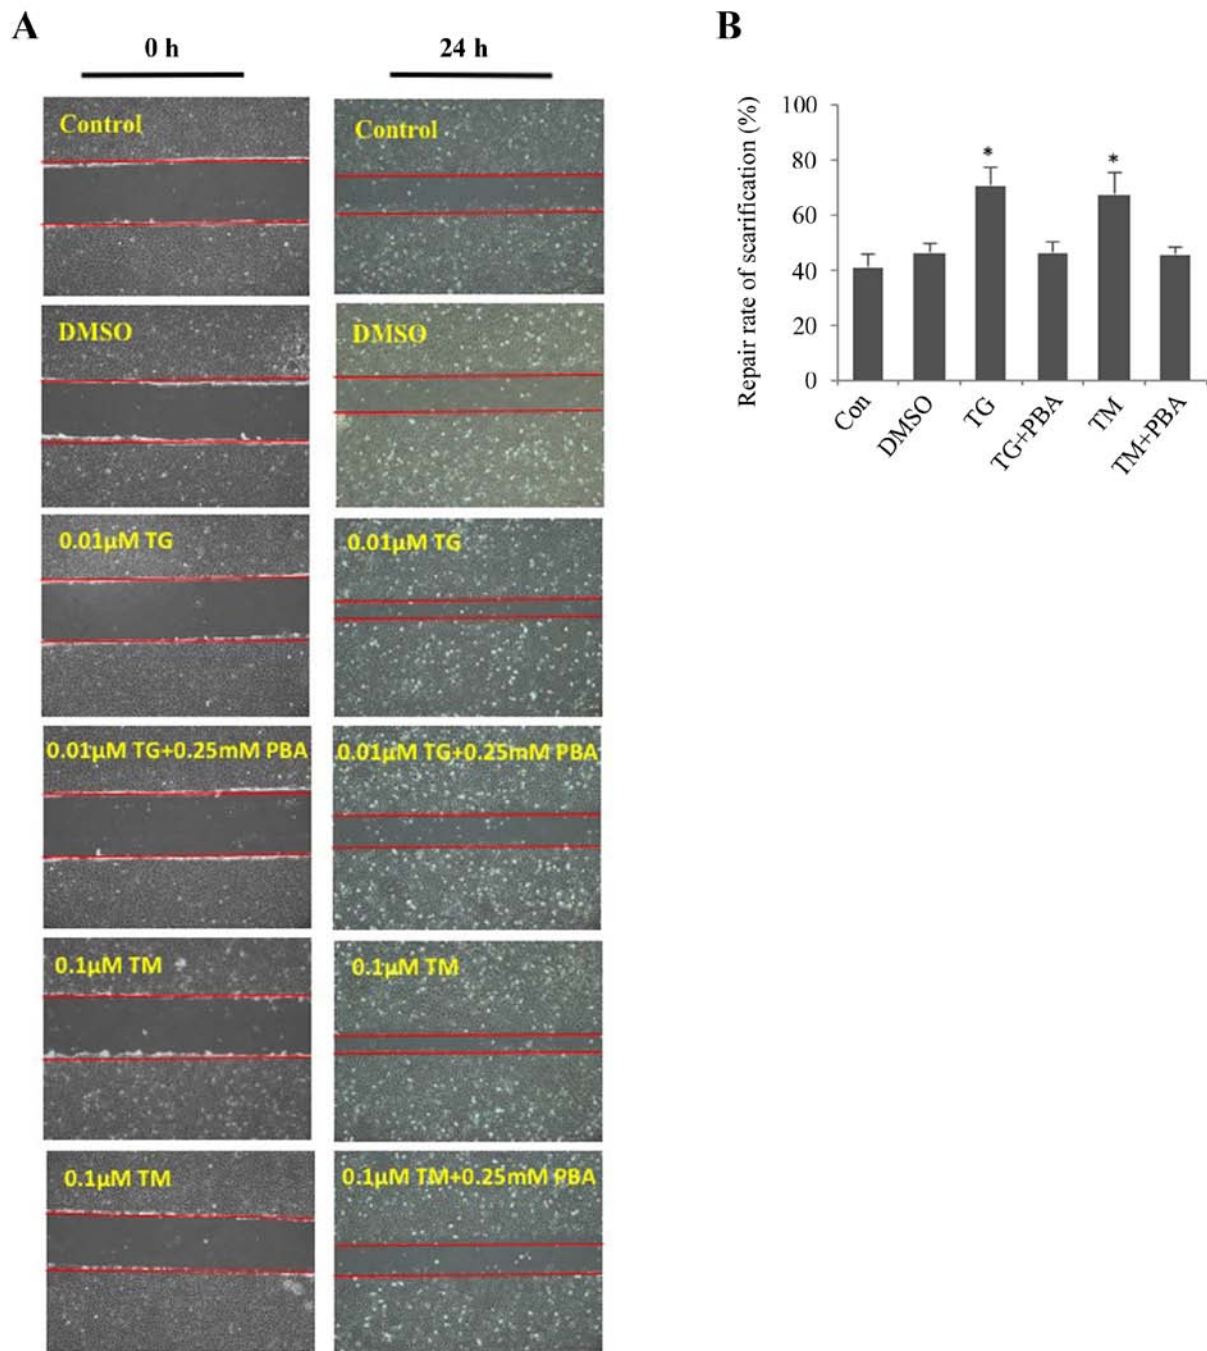 A
0 h
24 h
Control
Control
DMSO
DMSO
0.01µM TG
0.01µM TG
0.01µM TG+0.25mM PBA
0.01µM TG+0.25mM PBA
0.1µM TM
0.1µM TM
0.1µM TM
0.1µM TM+0.25mM PBA
B
Repair rate of scarification (%)
100
80
60
40
20
0
*
*
Con
DMSO
TG
TG+PBA
TM
TM+PBA